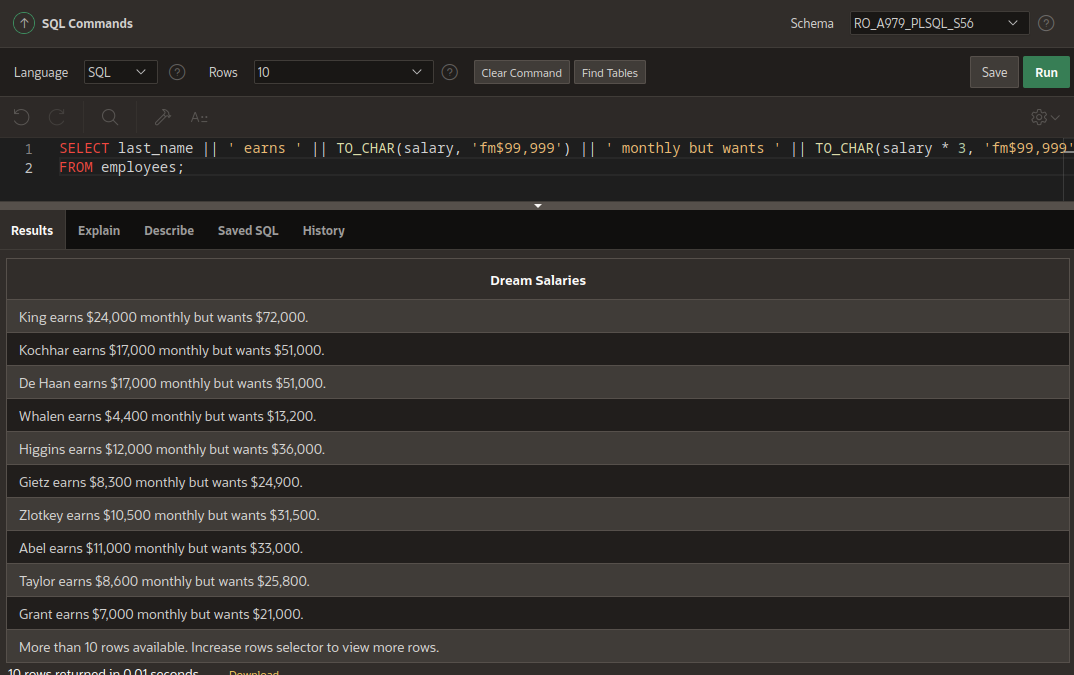 SQL Commands Schema RO_A979_PLSQL_S56 ?
Language SQL ? Rows 10 ? Clear Command Find Tables Save Run
A::
1 SELECT last_name || ' earns ' || TO_CHAR(salary, 'fm$99,999') || ' monthly but wants ' || TO_CHAR(salary * 3, 'fm$99,999'
2 FROM employees;
Results Explain Describe Saved SQL History
Dream Salaries
King earns $24,000 monthly but wants $72,000.
Kochhar earns $17,000 monthly but wants $51,000.
De Haan earns $17,000 monthly but wants $51,000.
Whalen earns $4,400 monthly but wants $13,200.
Higgins earns $12,000 monthly but wants $36,000.
Gietz earns $8,300 monthly but wants $24,900.
Zlotkey earns $10,500 monthly but wants $31,500.
Abel earns $11,000 monthly but wants $33,000.
Taylor earns $8,600 monthly but wants $25,800.
Grant earns $7,000 monthly but wants $21,000.
More than 10 rows available. Increase rows selector to view more rows.
10 rows returned in 0.01 seconds Download